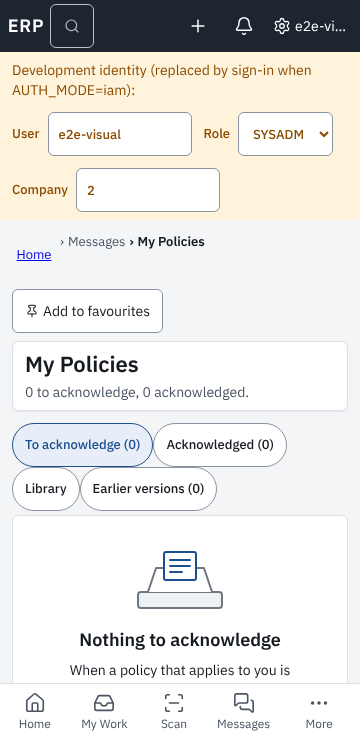 ERP e2e-vi...
Development identity (replaced by sign-in when
AUTH_MODE=iam):
User e2e-visual Role SYSADM
Company 2
Home › Messages › My Policies
Add to favourites
My Policies
0 to acknowledge, 0 acknowledged.
To acknowledge (0) Acknowledged (0)
Library Earlier versions (0)
Nothing to acknowledge
When a policy that applies to you is
Home My Work Scan Messages More